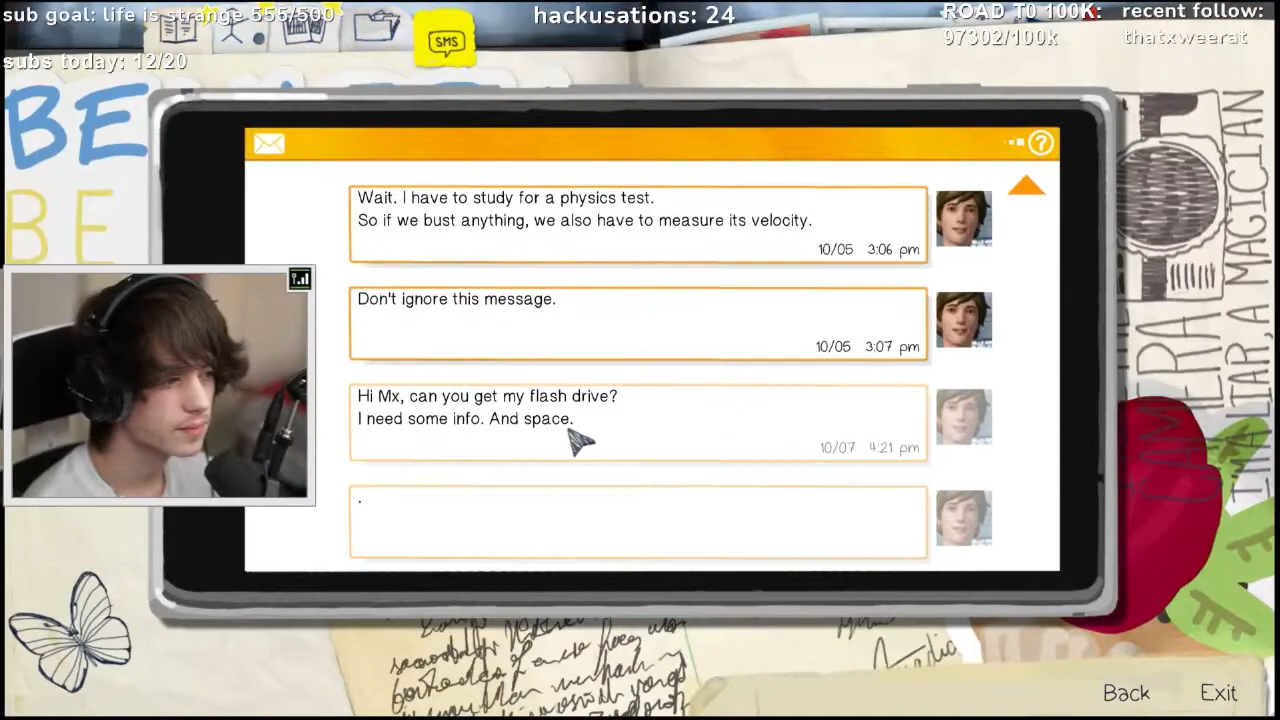 sub goal: life is strange 555/500
hackusations: 24
ROAD T0 100K:
recent follow:
97302/100k
thatxweerat
subs today: 12/20
SMS
BE
BE
?
Wait. I have to study for a physics test.
So if we bust anything, we also have to measure its velocity.
10/05 3:06 pm
Don't ignore this message.
10/05 3:07 pm
Hi Mx, can you get my flash drive?
I need some info. And space.
10/07 4:21 pm
.
CAMERA
LIAR, A MAGICIAN
Back
Exit